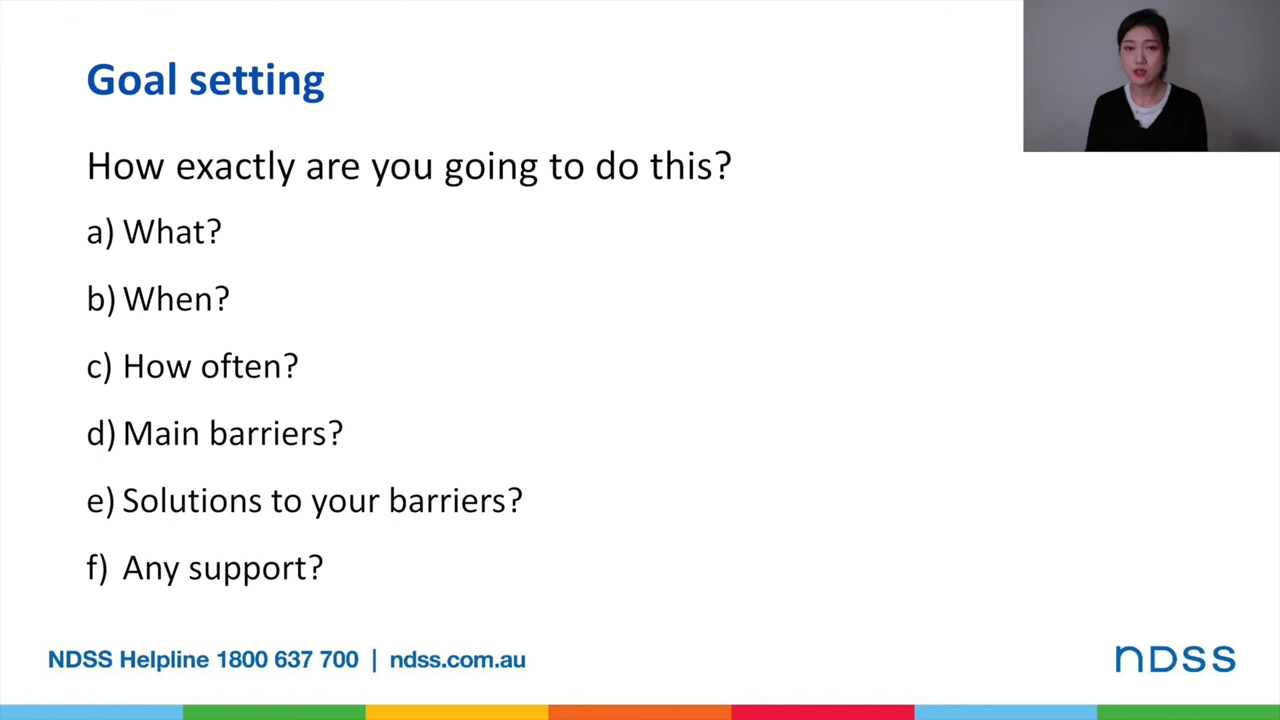 Goal setting
How exactly are you going to do this?
a) What?
b) When?
c) How often?
d) Main barriers?
e) Solutions to your barriers?
f) Any support?
NDSS Helpline 1800 637 700 | ndss.com.au
NDSS